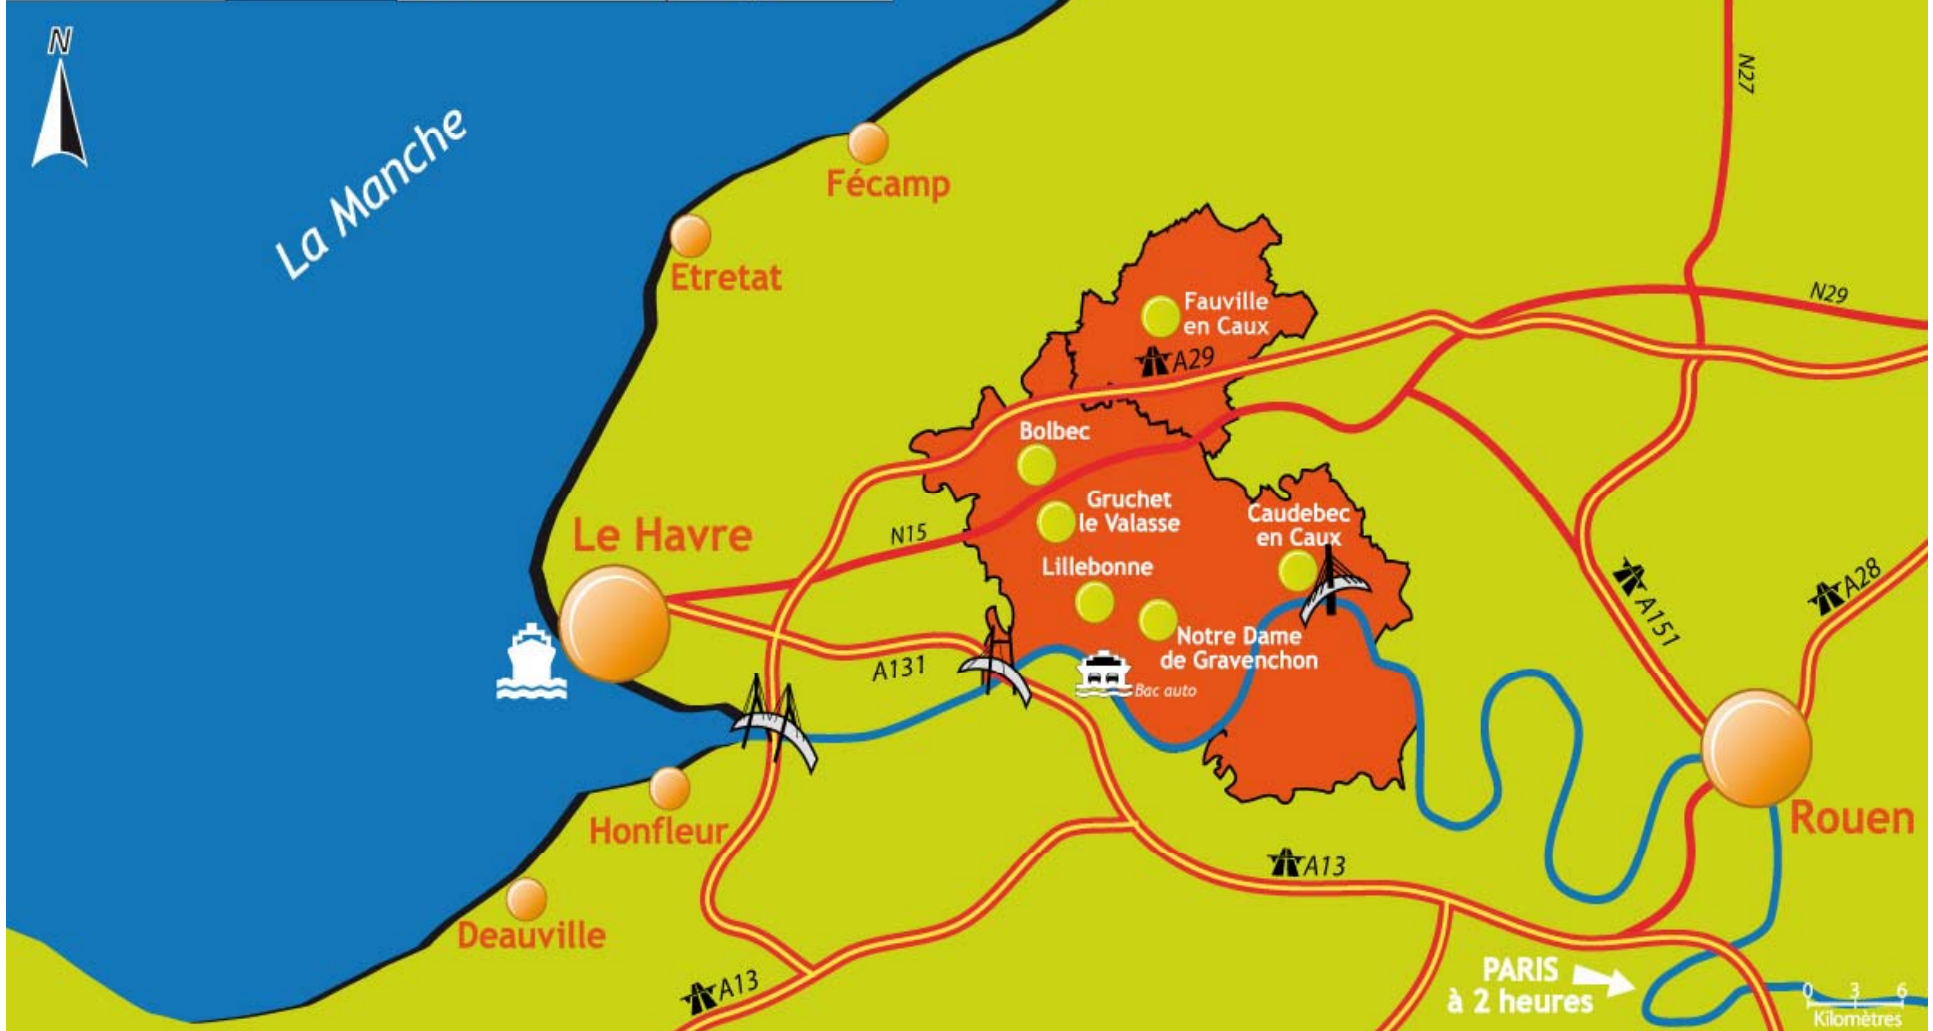 N
La Manche
N27
Fécamp
Etretat
Fauville
en Caux
N29
A29
Bolbec
Gruchet
le Valasse
Caudebec
en Caux
Le Havre
N15
Lillebonne
A151
A28
Notre Dame
de Gravenchon
A131
Bac auto
Honfleur
Rouen
A13
Deauville
PARIS
à 2 heures
A13
0 3 6
Kilomètres